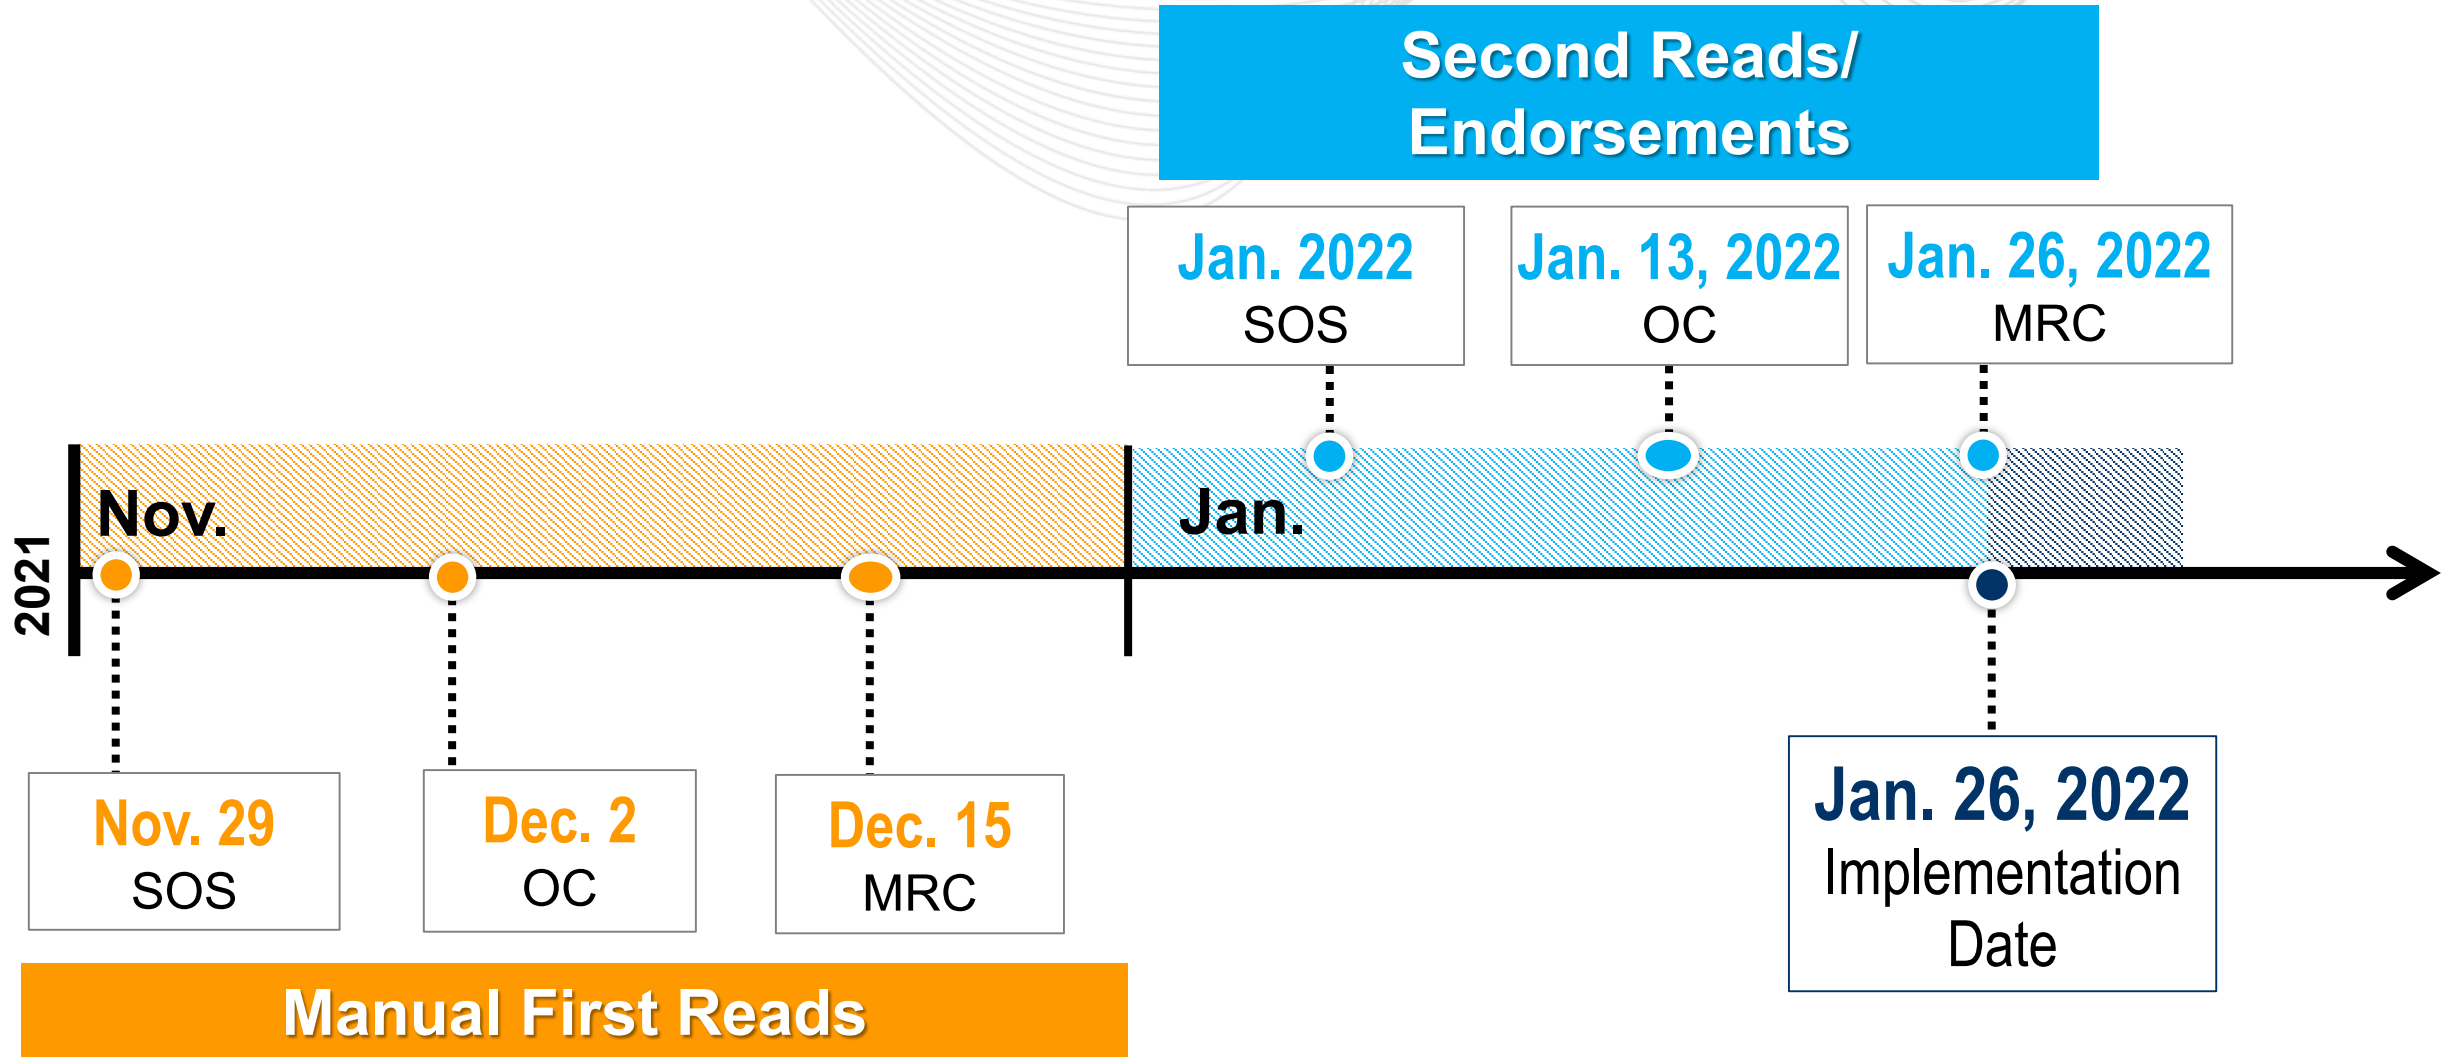 Second Reads/
Endorsements
Jan. 2022
SOS
Jan. 13, 2022
OC
Jan. 26, 2022
MRC
2021
Nov.
Jan.
Nov. 29
SOS
Dec. 2
OC
Dec. 15
MRC
Jan. 26, 2022
Implementation
Date
Manual First Reads